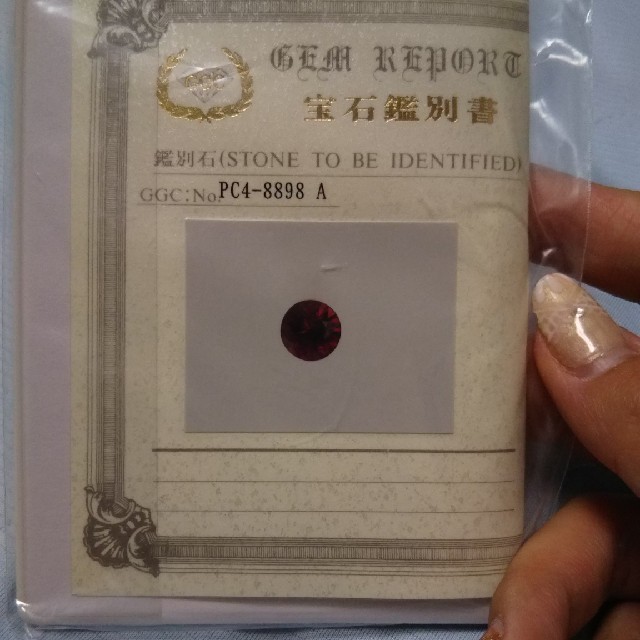 GEM REPORT
宝石鑑別書
鑑別石(STONE TO BE IDENTIFIED)
GGC:No. PC4-8898 A